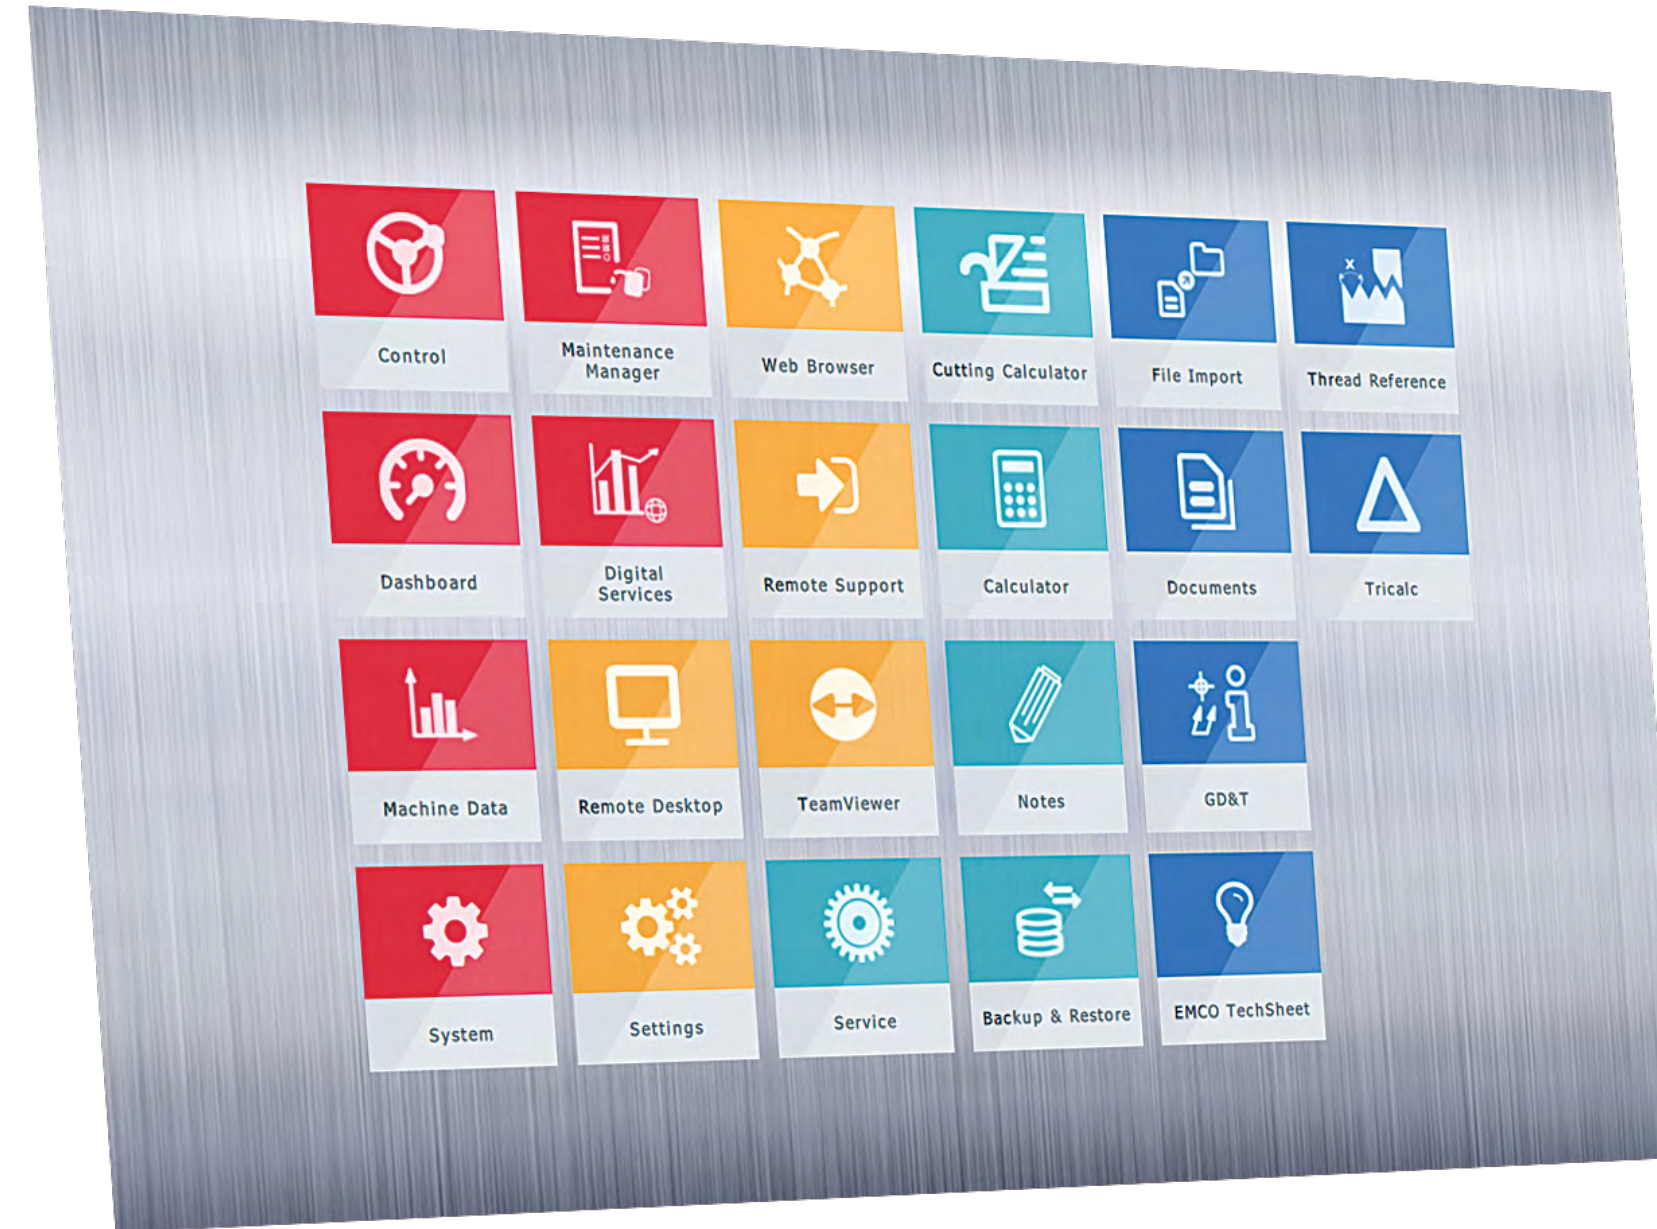 Control
Maintenance
Manager
Web Browser
Cutting Calculator
File Import
Thread Reference
Dashboard
Digital
Services
Remote Support
Calculator
Documents
Tricalc
Machine Data
Remote Desktop
TeamViewer
Notes
GD&T
System
Settings
Service
Backup & Restore
EMCO TechSheet